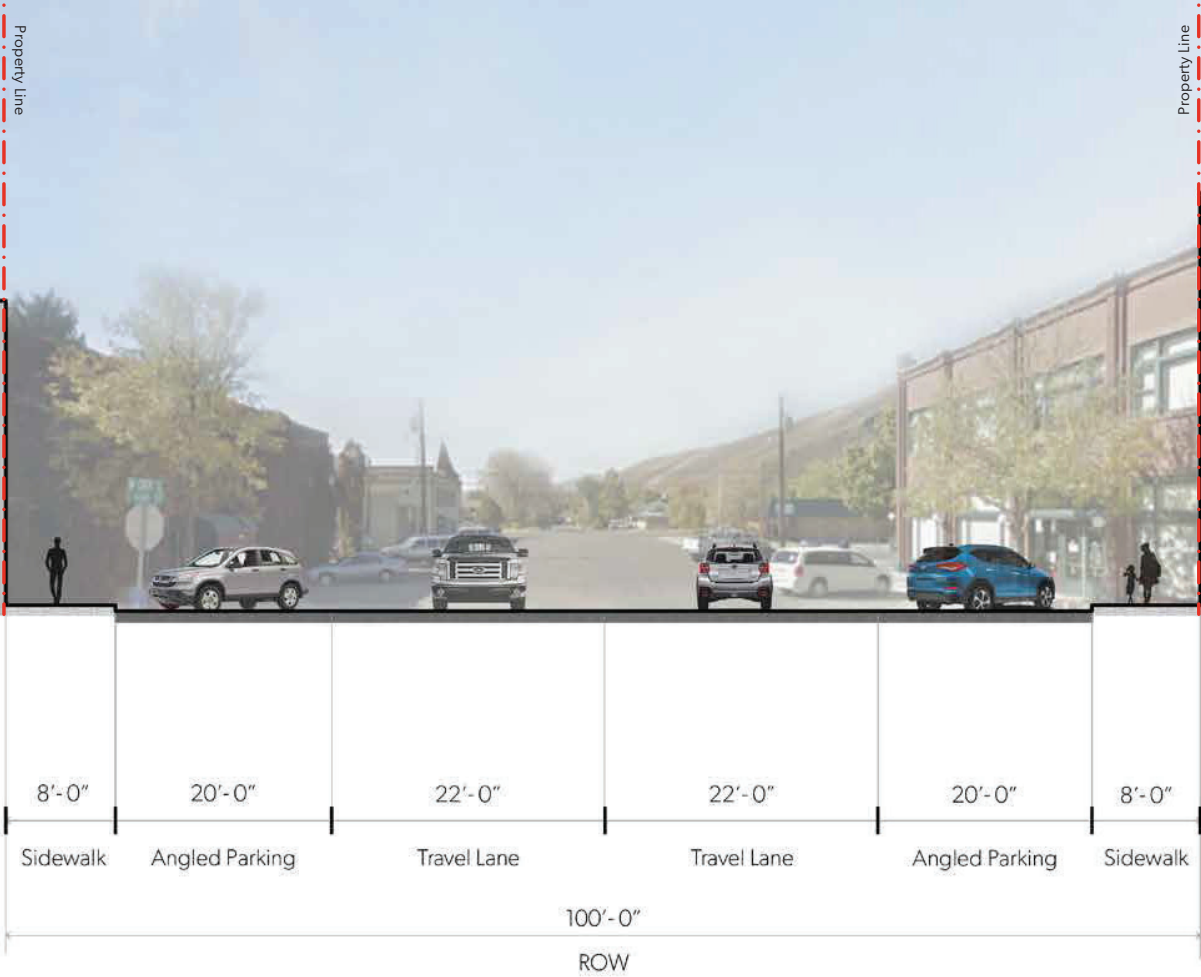 Property Line
Property Line
8'-0"
20'-0"
22'-0"
22'-0"
20'-0"
8'-0"
Sidewalk
Angled Parking
Travel Lane
Travel Lane
Angled Parking
Sidewalk
100'-0"
ROW